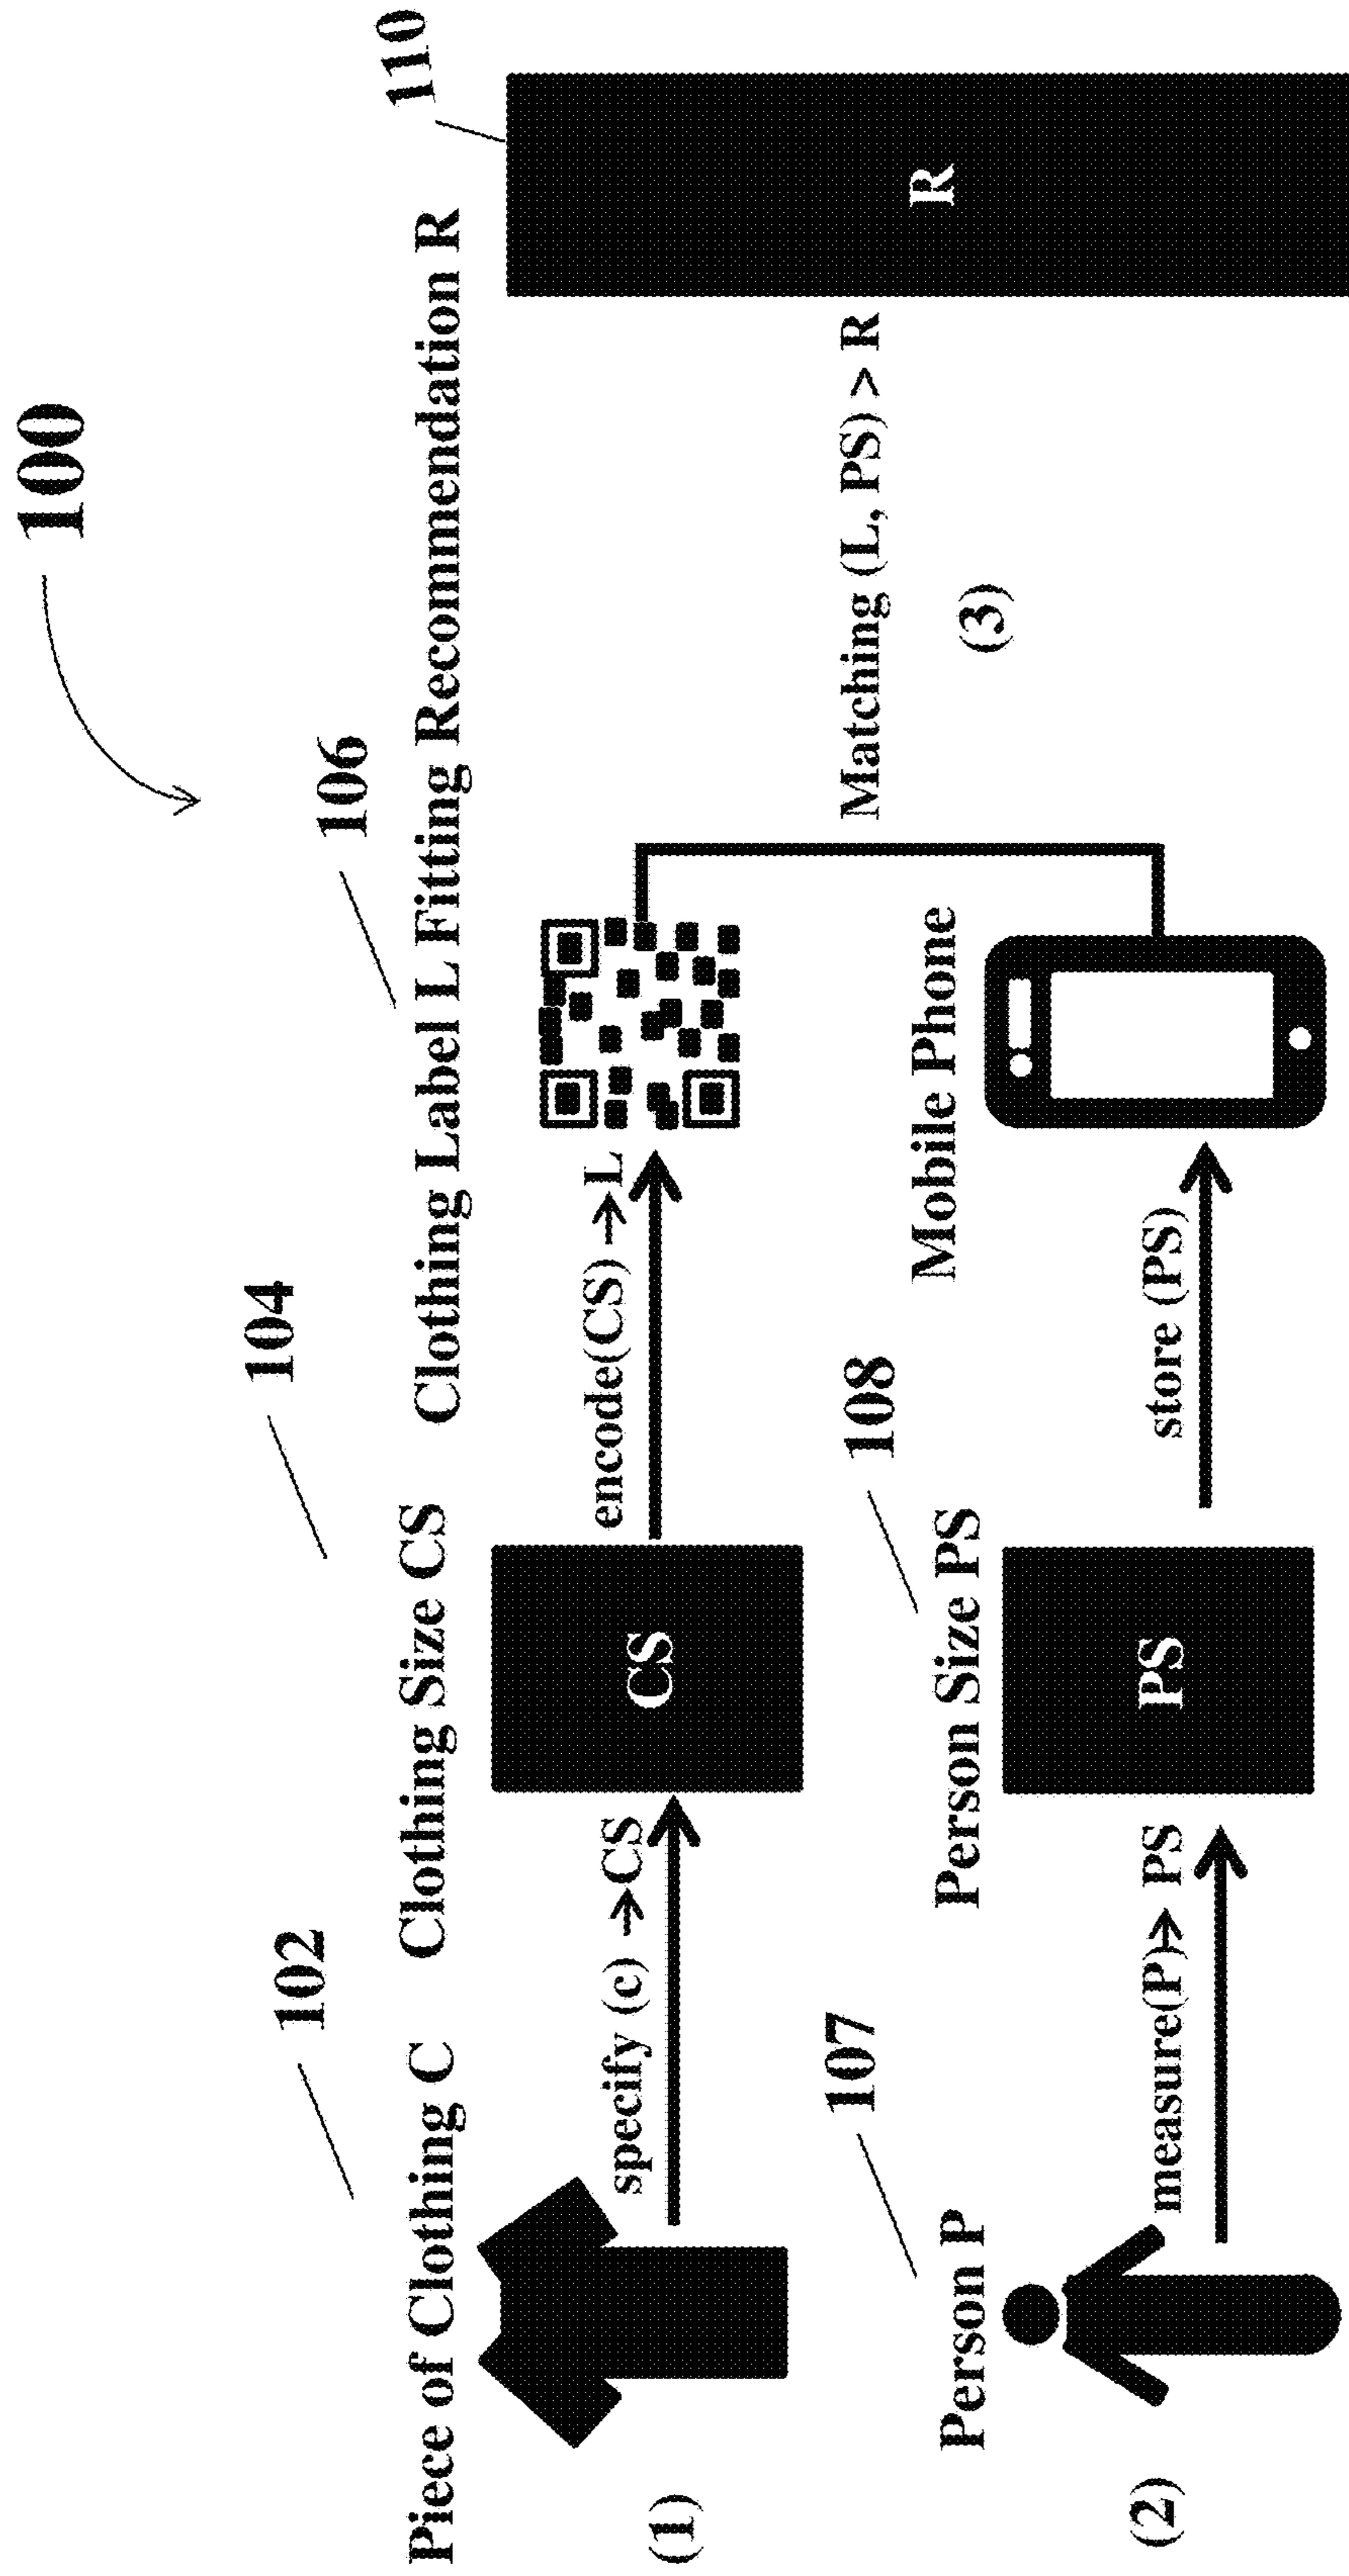 100
102
104
106
110
Piece of Clothing C
Clothing Size CS
Clothing Label L
Fitting Recommendation R
(1)
specify (c) →CS
CS
encode(CS) →L
107
108
Matching (L, PS) > R
R
(3)
Person P
Person Size PS
Mobile Phone
(2)
measure(P)→> PS
PS
store (PS)